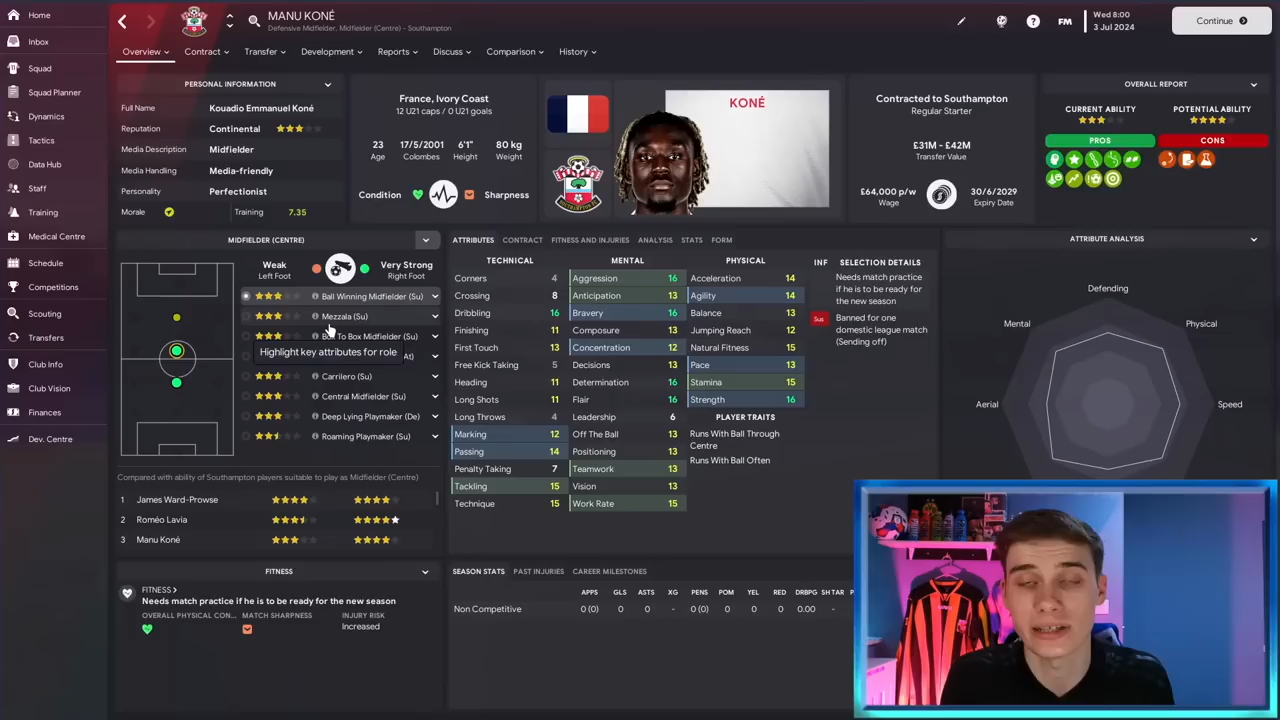 Home
Inbox
Squad
Squad Planner
Dynamics
Tactics
Data Hub
Staff
Training
Medical Centre
Schedule
Competitions
Scouting
Transfers
Club Info
Club Vision
Finances
Dev. Centre
MANU KONÉ
Defensive Midfielder, Midfielder (Centre) - Southampton
FM
Wed 8:00
3 Jul 2024
Continue
Overview
Contract
Transfer
Development
Reports
Discuss
Comparison
History
PERSONAL INFORMATION
Full Name Kouadio Emmanuel Koné
Reputation Continental
Media Description Midfielder
Media Handling Media-friendly
Personality Perfectionist
Morale Training 7.35
France, Ivory Coast
12 U21 caps / 0 U21 goals
23 17/5/2001 6'1" 80 kg
Age Colombes Height Weight
Condition Sharpness
KONÉ
Contracted to Southampton
Regular Starter
£31M - £42M
Transfer Value
£64,000 p/w 30/6/2029
Wage Expiry Date
OVERALL REPORT
CURRENT ABILITY POTENTIAL ABILITY
PROS CONS
MIDFIELDER (CENTRE)
Weak Very Strong
Left Foot Right Foot
Ball Winning Midfielder (Su)
Mezzala (Su)
Box To Box Midfielder (Su)
Highlight key attributes for role
At)
Carrilero (Su)
Central Midfielder (Su)
Deep Lying Playmaker (De)
Roaming Playmaker (Su)
Compared with ability of Southampton players suitable to play as Midfielder (Centre)
1 James Ward-Prowse
2 Roméo Lavia
3 Manu Koné
FITNESS
FITNESS
Needs match practice if he is to be ready for the new season
OVERALL PHYSICAL CON... MATCH SHARPNESS INJURY RISK
Increased
ATTRIBUTES CONTRACT FITNESS AND INJURIES ANALYSIS STATS FORM
TECHNICAL MENTAL PHYSICAL
Corners 4 Aggression 16 Acceleration 14
Crossing 8 Anticipation 13 Agility 14
Dribbling 16 Bravery 16 Balance 13
Finishing 11 Composure 13 Jumping Reach 12
First Touch 13 Concentration 12 Natural Fitness 15
Free Kick Taking 5 Decisions 13 Pace 13
Heading 11 Determination 16 Stamina 15
Long Shots 11 Flair 16 Strength 16
Long Throws 4 Leadership 6
Marking 12 Off The Ball 13
Passing 14 Positioning 13
Penalty Taking 7 Teamwork 13
Tackling 15 Vision 13
Technique 15 Work Rate 15
PLAYER TRAITS
Runs With Ball Through
Centre
Runs With Ball Often
INF SELECTION DETAILS
Needs match practice
if he is to be ready for
the new season
Sus Banned for one
domestic league match
(Sending off)
ATTRIBUTE ANALYSIS
Defending
Mental Physical
Aerial Speed
SEASON STATS PAST INJURIES CAREER MILESTONES
APPS GLS ASTS XG PENS POM YEL RED DRBPG SH TAR P
Non Competitive 0 (0) 0 0 - 0 (0) 0 0 0 0.00 0